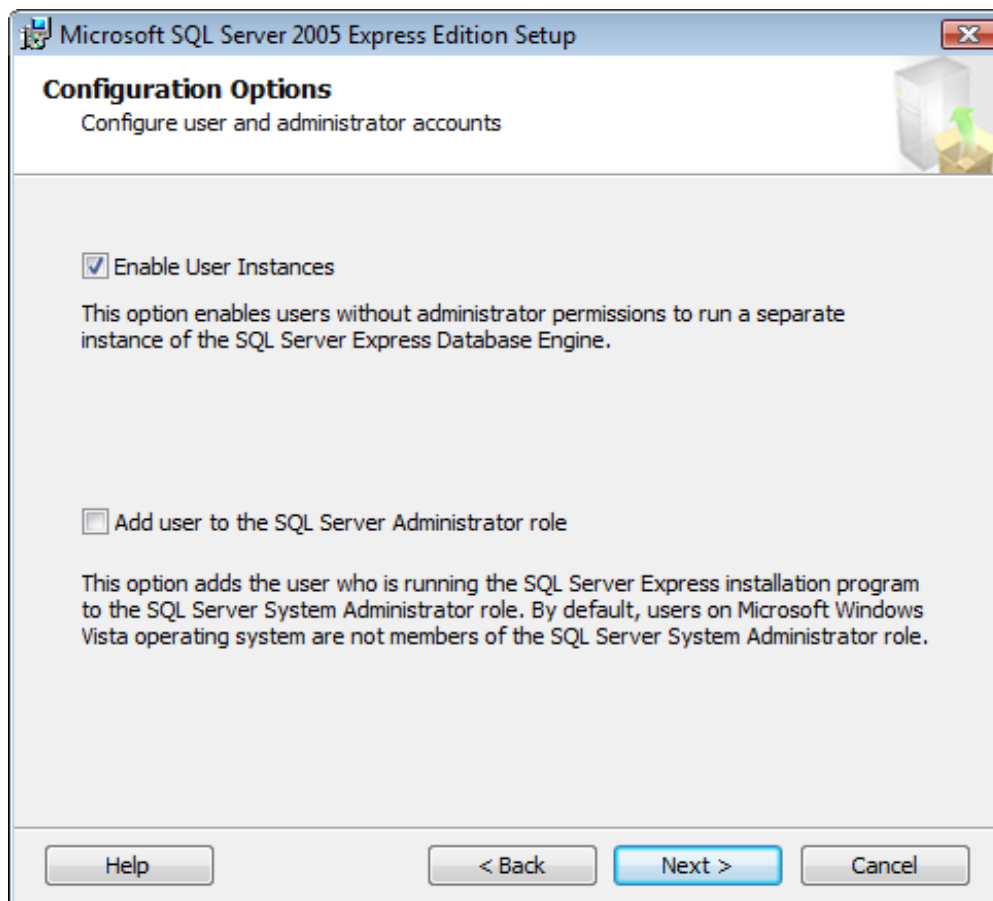 Microsoft SQL Server 2005 Express Edition Setup
Configuration Options
Configure user and administrator accounts
Enable User Instances
This option enables users without administrator permissions to run a separate
instance of the SQL Server Express Database Engine.
Add user to the SQL Server Administrator role
This option adds the user who is running the SQL Server Express installation program
to the SQL Server System Administrator role. By default, users on Microsoft Windows
Vista operating system are not members of the SQL Server System Administrator role.
Help
< Back
Next >
Cancel